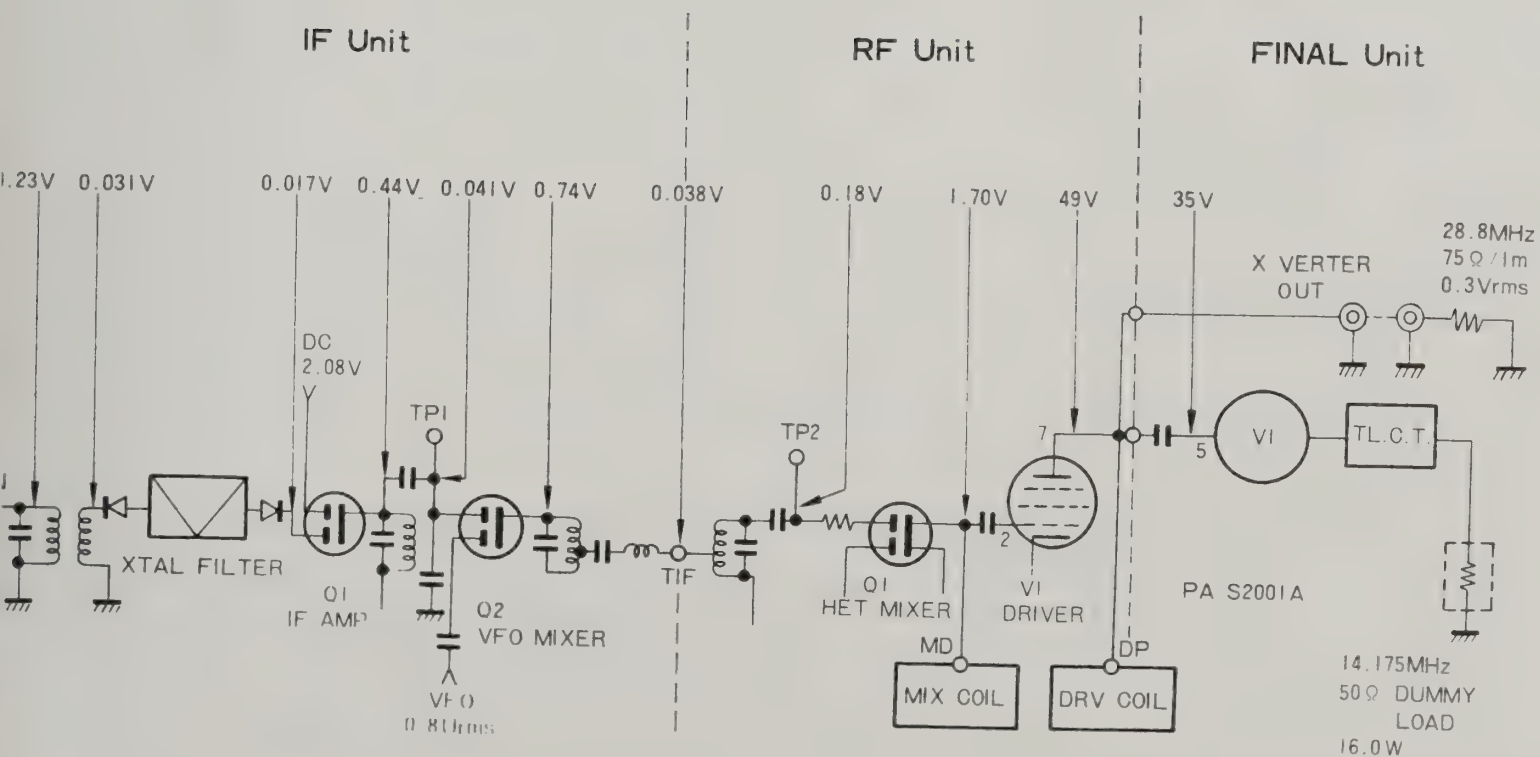 IF Unit
RF Unit
FINAL Unit
1.23V
0.031V
0.017V
0.44V
0.041V
0.74V
0.038V
0.18V
1.70V
49V
35V
28.8MHz
75Ω/1m
0.3Vrms
X VERTER
OUT
DC
2.08V
TP1
TP2
7
5
V1
TL.C.T.
XTAL FILTER
Q1
IF AMP
Q2
VFO MIXER
VFO
TIF
2
Q1
HET MIXER
V1
DRIVER
PA S2001A
MD
DP
MIX COIL
DRV COIL
14.175MHz
50Ω DUMMY
LOAD
16.0W